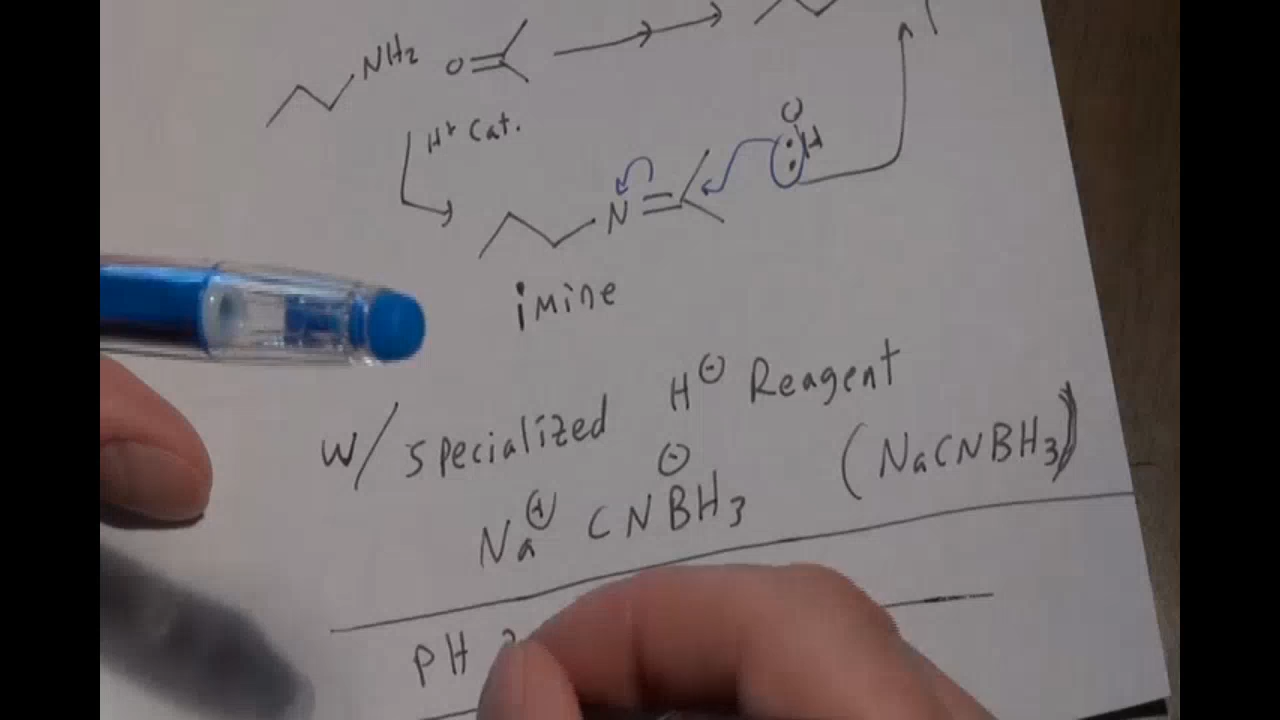 NH2 O
H+ Cat.
H
N
imine
w/ specialized H⊖ Reagent
Na⊕ CNBH3⊖ (NaCNBH3)
pH